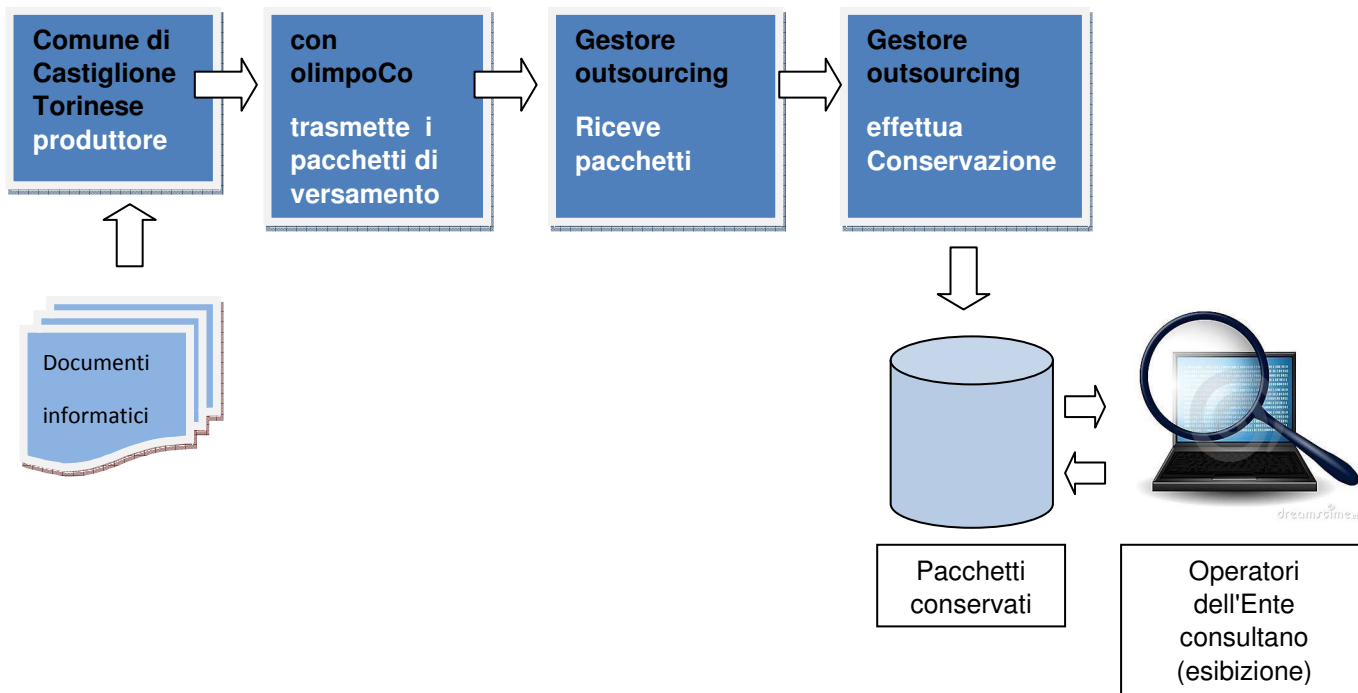 Comune di
Castiglione
Torinese
produttore
con
olimpoCo
trasmette i
pacchetti di
versamento
Gestore
outsourcing
Riceve
pacchetti
Gestore
outsourcing
effettua
Conservazione
Documenti
informatici
dreamstime
Pacchetti
conservati
Operatori
dell'Ente
consultano
(esibizione)